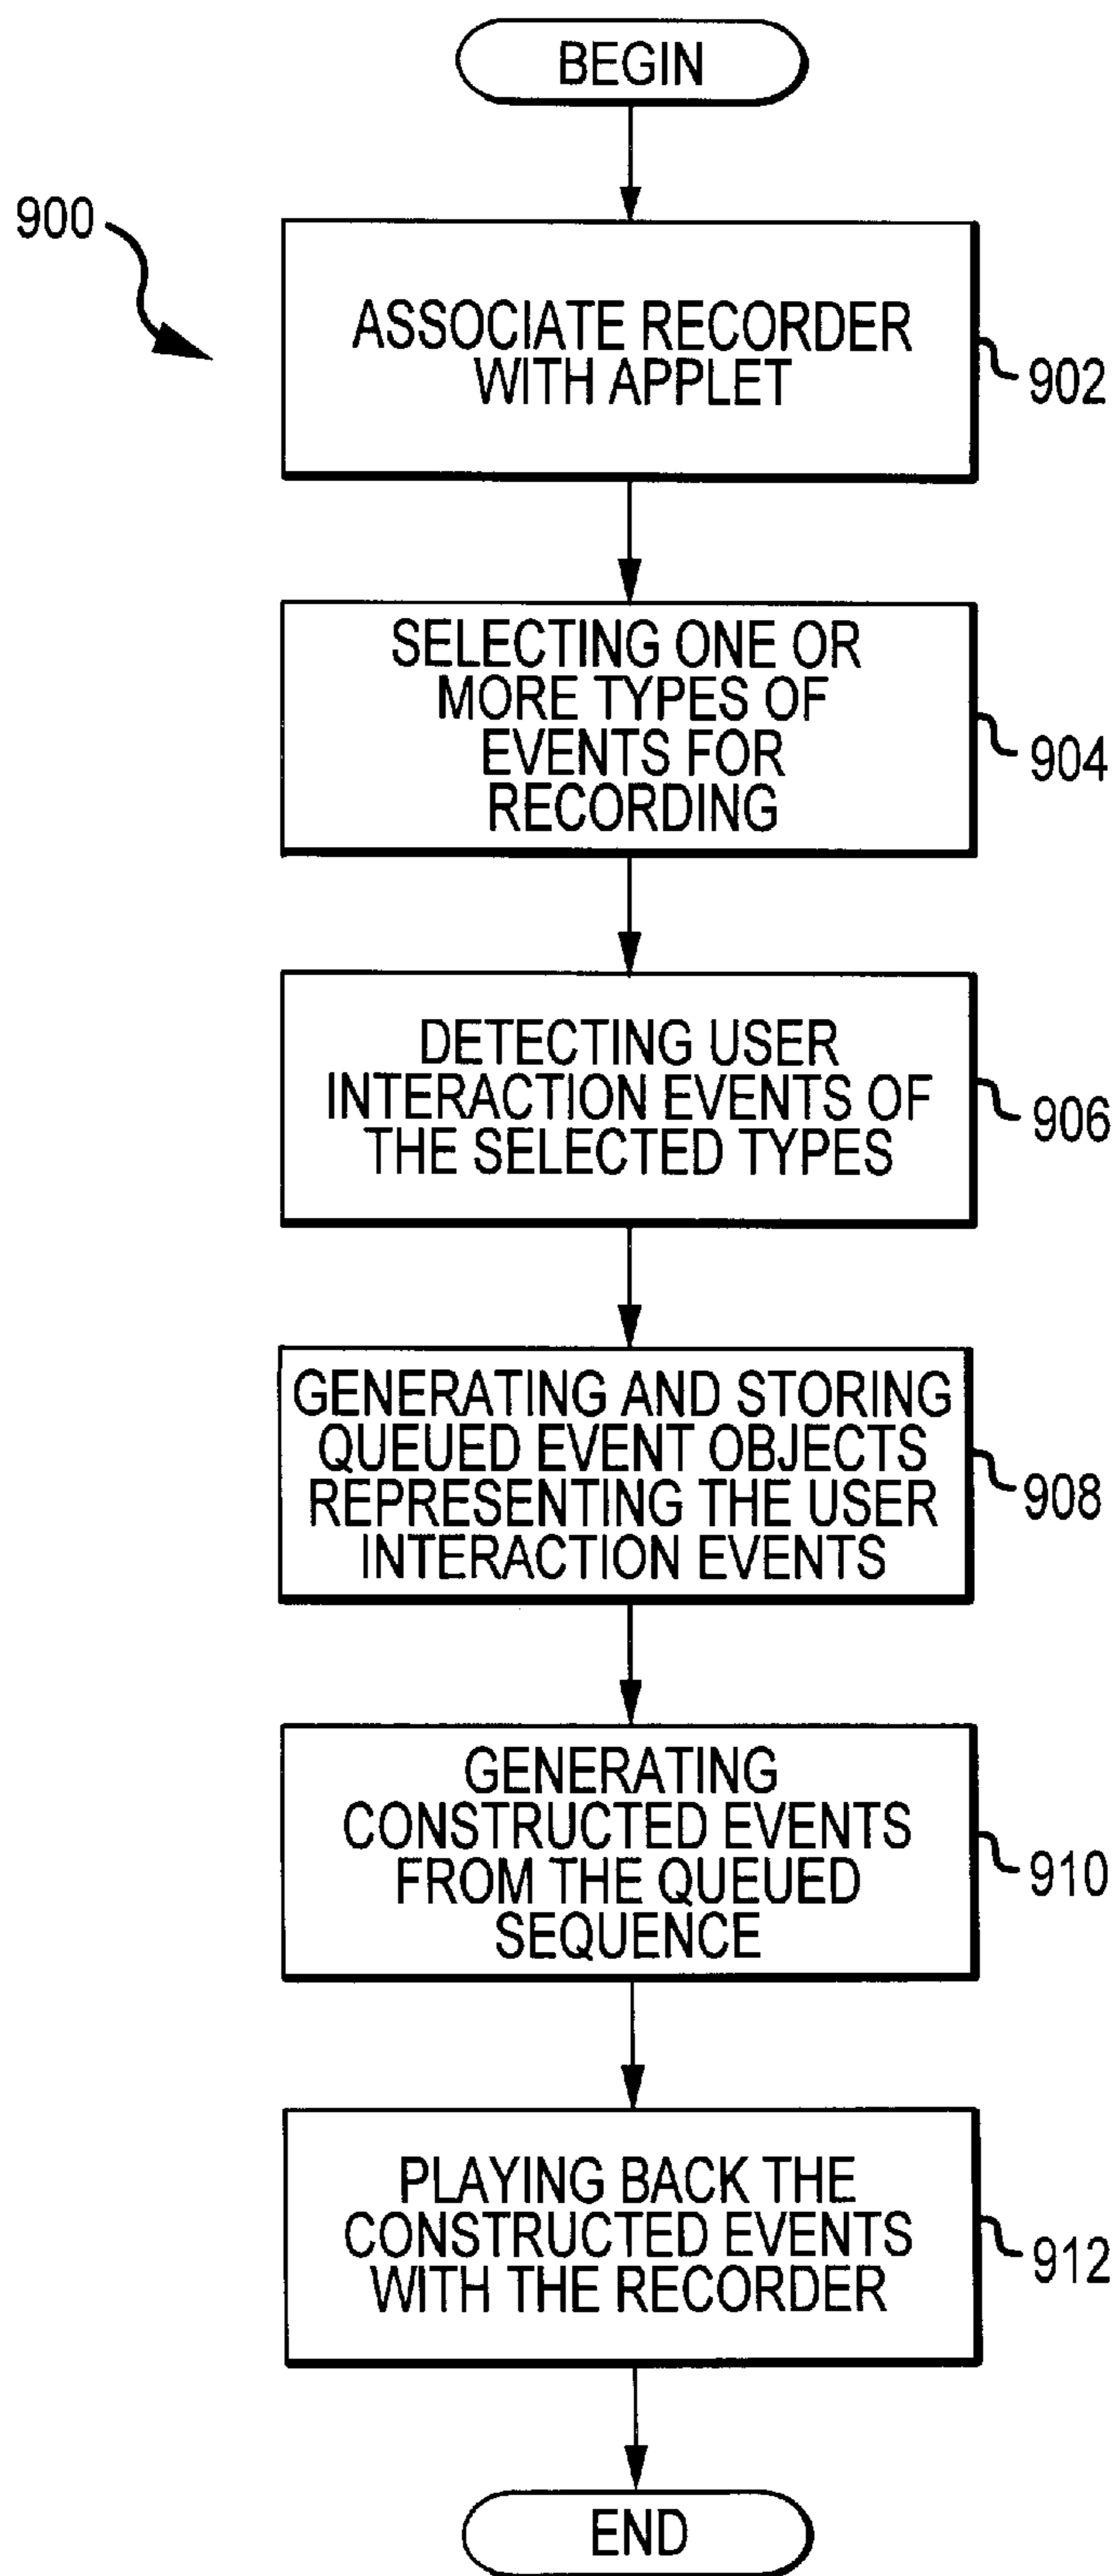 BEGIN
900
ASSOCIATE RECORDER
WITH APPLET
902
SELECTING ONE OR
MORE TYPES OF
EVENTS FOR
RECORDING
904
DETECTING USER
INTERACTION EVENTS OF
THE SELECTED TYPES
906
GENERATING AND STORING
QUEUED EVENT OBJECTS
REPRESENTING THE USER
INTERACTION EVENTS
908
GENERATING
CONSTRUCTED EVENTS
FROM THE QUEUED
SEQUENCE
910
PLAYING BACK THE
CONSTRUCTED EVENTS
WITH THE RECORDER
912
END